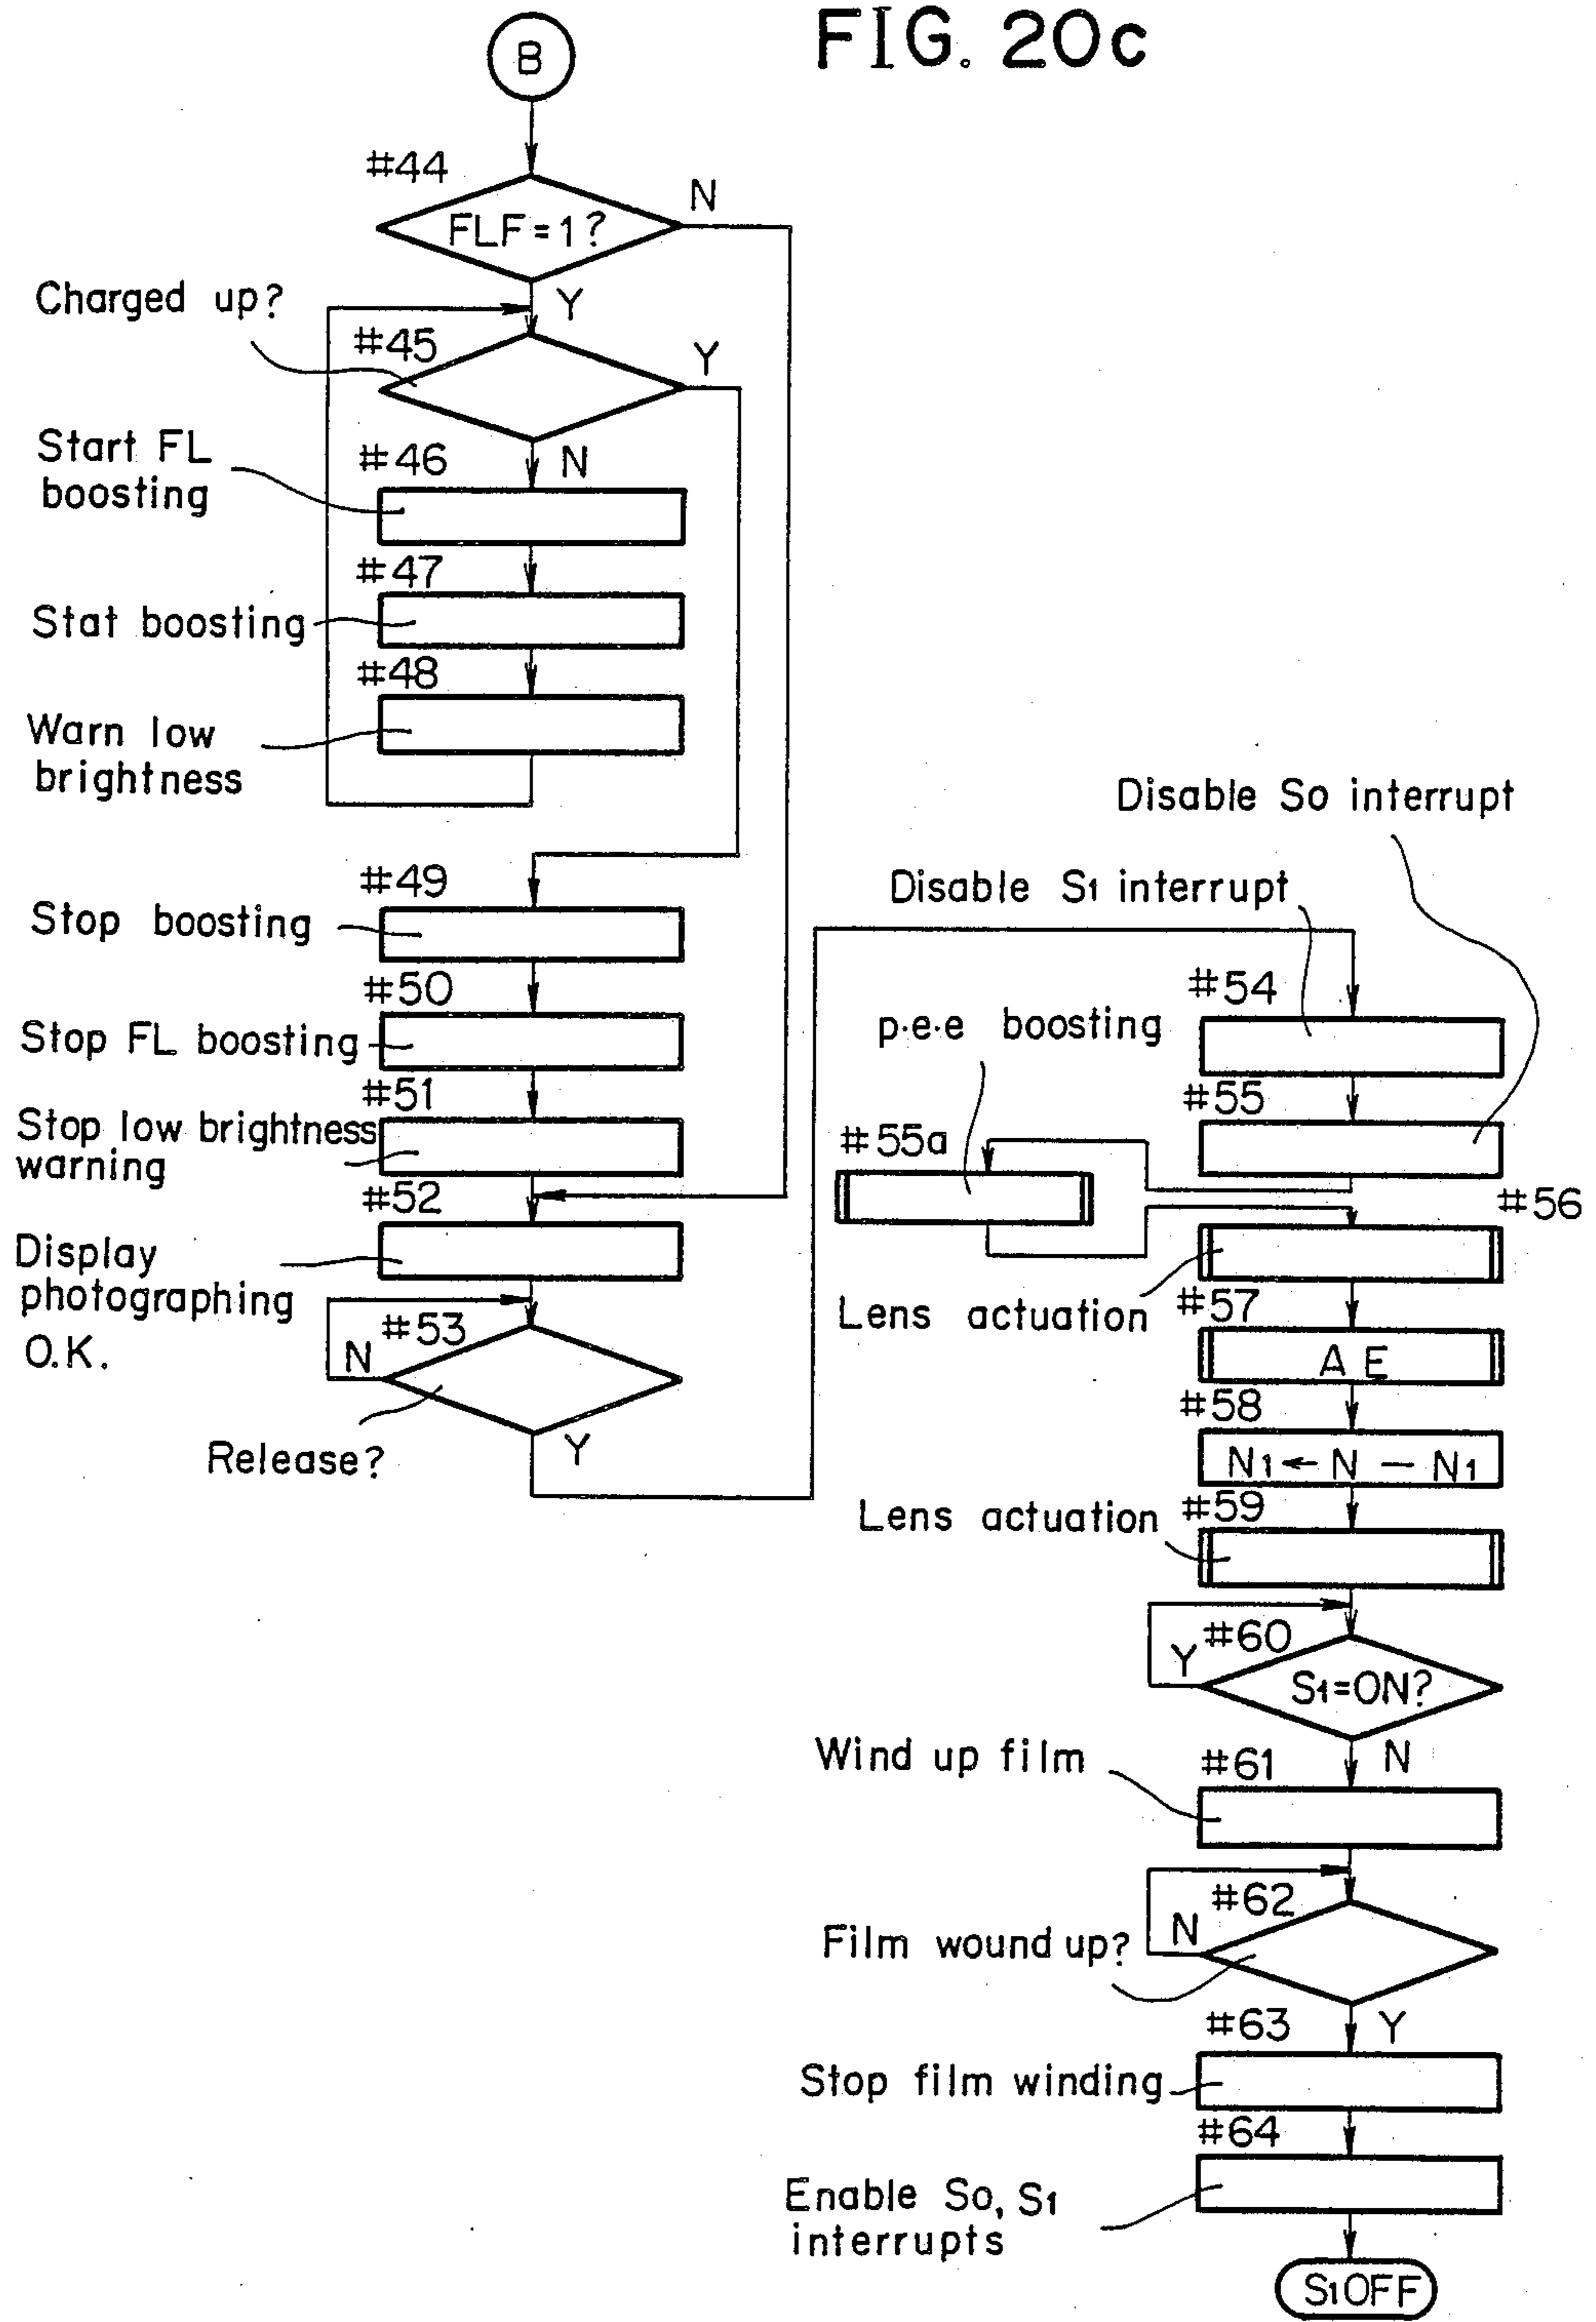 FIG. 20c
B
#44
N
FLF=1?
Y
Charged up?
#45
Y
Start FL
boosting
#46
N
#47
Stat boosting
#48
Warn low
brightness
#49
Stop boosting
#50
Stop FL boosting
#51
Stop low brightness
warning
#52
Display
photographing
O.K.
#53
N
Release?
Y
Disable So interrupt
Disable S1 interrupt
#54
p·e·e boosting
#55
#55a
#56
Lens actuation
#57
A E
#58
N1 ← N — N1
#59
Lens actuation
#60
Y
S1=ON?
N
Wind up film
#61
#62
N
Film wound up?
#63
Y
Stop film winding
#64
Enable So, S1
interrupts
S1OFF